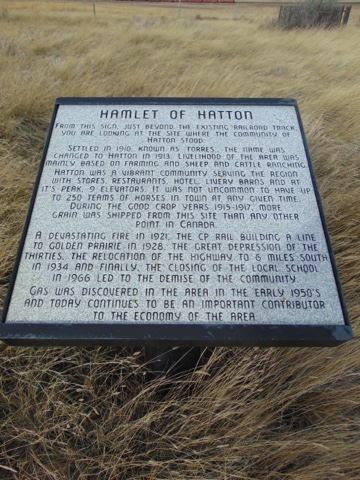 HAMLET OF HATTON
FROM THIS SIGN, JUST BEYOND THE EXISTING RAILROAD TRACK,
YOU ARE LOOKING AT THE SITE WHERE THE COMMUNITY OF
HATTON STOOD.
SETTLED IN 1910, KNOWN AS TORRES, THE NAME WAS
CHANGED TO HATTON IN 1913. LIVELIHOOD OF THE AREA WAS
MAINLY BASED ON FARMING AND SHEEP AND CATTLE RANCHING.
HATTON WAS A VIBRANT COMMUNITY SERVING THE REGION
WITH STORES, RESTAURANTS, HOTEL, LIVERY BARNS AND AT
IT'S PEAK, 9 ELEVATORS. IT WAS NOT UNCOMMON TO HAVE UP
TO 250 TEAMS OF HORSES IN TOWN AT ANY GIVEN TIME.
DURING THE GOOD CROP YEARS 1915-1917, MORE
GRAIN WAS SHIPPED FROM THIS SITE THAN ANY OTHER
POINT IN CANADA.
A DEVASTATING FIRE IN 1921, THE CP RAIL BUILDING A LINE
TO GOLDEN PRAIRIE IN 1928, THE GREAT DEPRESSION OF THE
THIRTIES, THE RELOCATION OF THE HIGHWAY TO 6 MILES SOUTH
IN 1934 AND FINALLY, THE CLOSING OF THE LOCAL SCHOOL
IN 1966 LED TO THE DEMISE OF THE COMMUNITY.
GAS WAS DISCOVERED IN THE AREA IN THE EARLY 1950'S
AND TODAY CONTINUES TO BE AN IMPORTANT CONTRIBUTOR
TO THE ECONOMY OF THE AREA.